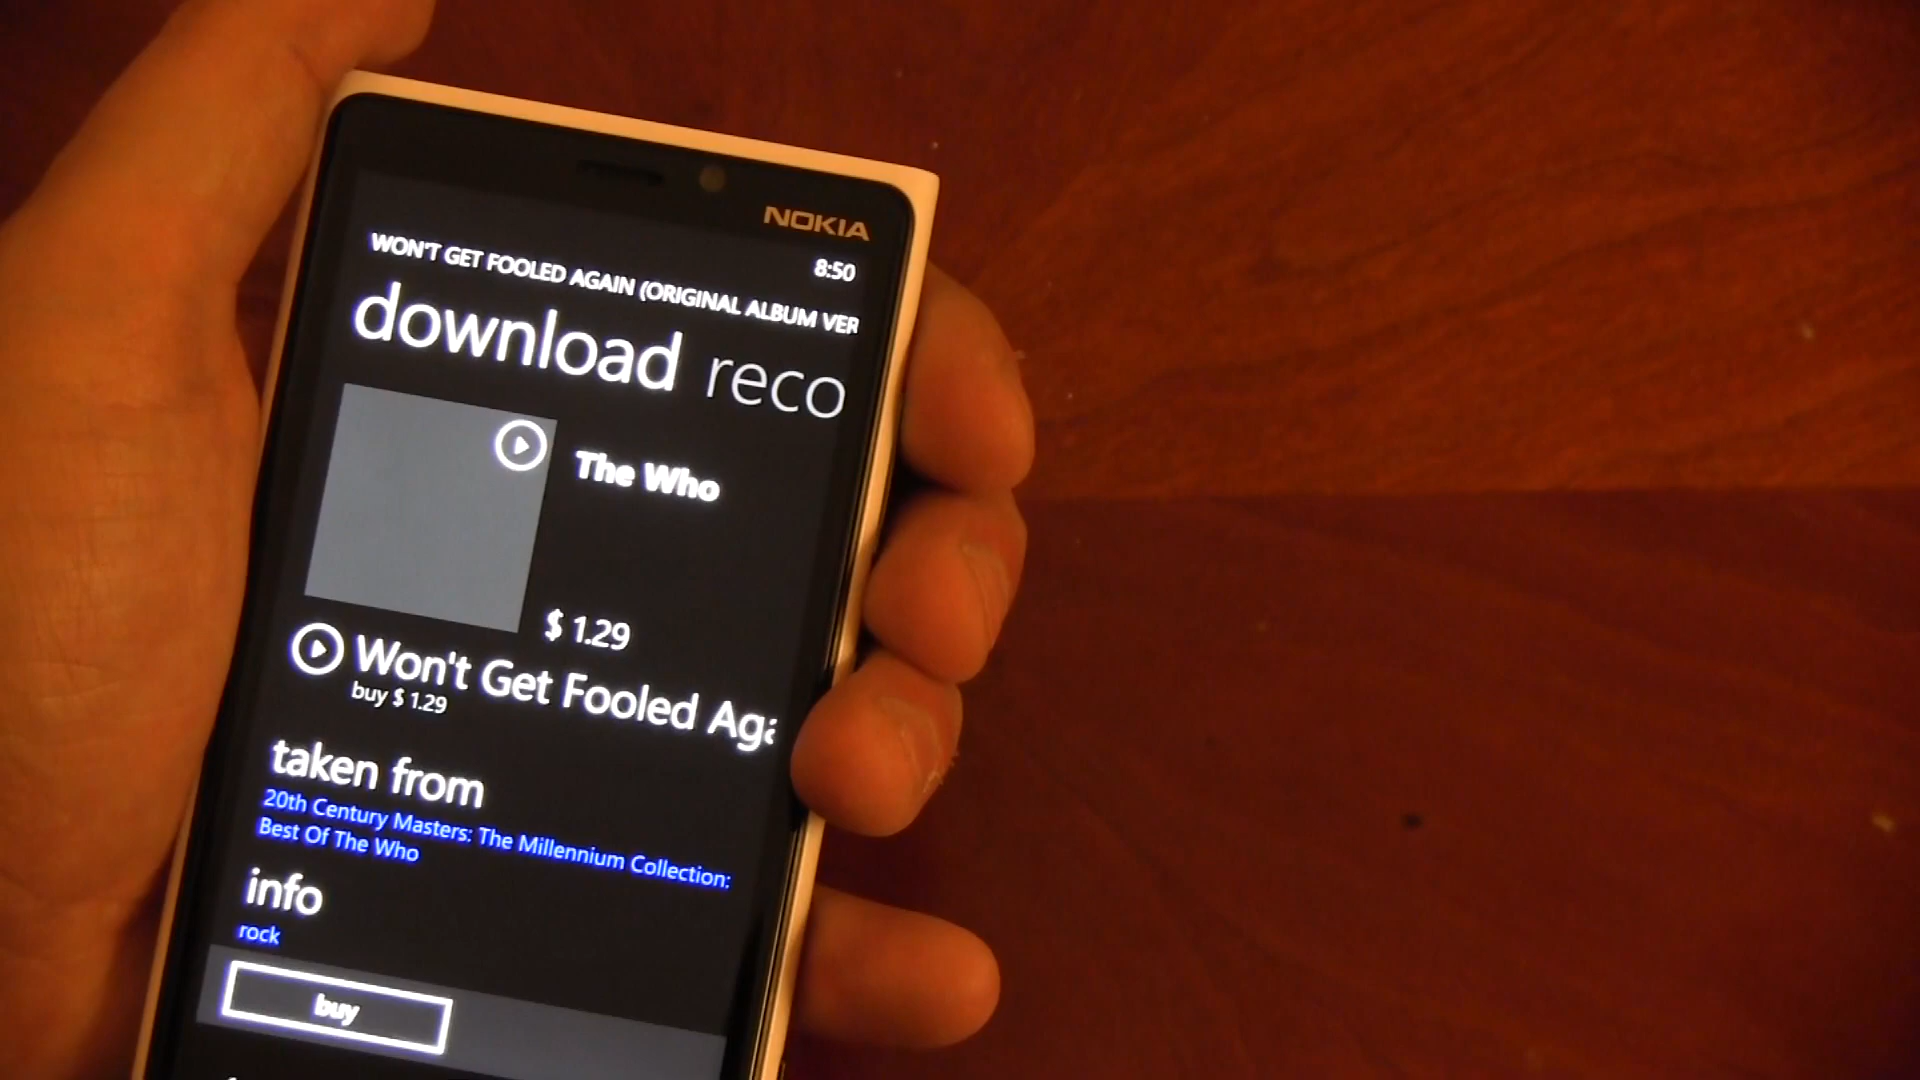 NOKIA
8:50
WON'T GET FOOLED AGAIN (ORIGINAL ALBUM VER
download reco
The Who
$ 1.29
Won't Get Fooled Aga
buy $ 1.29
taken from
20th Century Masters: The Millennium Collection:
Best Of The Who
info
rock
buy